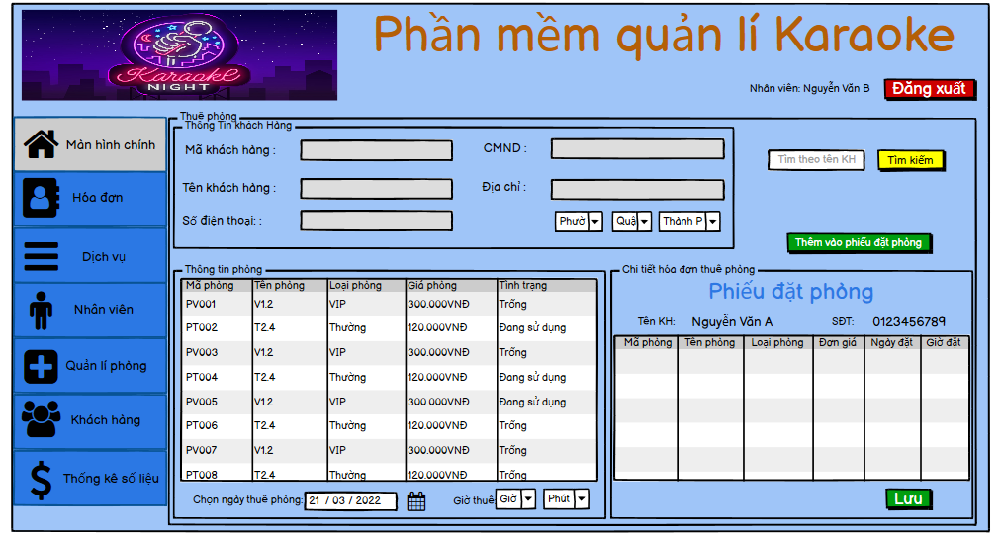 Phần mềm quản lí Karaoke
Karaoke
NIGHT
Nhân viên: Nguyễn Văn B
Đăng xuất
Màn hình chính
Hóa đơn
Dịch vụ
Nhân viên
Quản lí phòng
Khách hàng
Thống kê số liệu
Thuê phòng
Thông Tin khách Hàng
Mã khách hàng :
CMND :
Tên khách hàng :
Địa chỉ :
Số điện thoại: :
Phườ
Quậ
Thành P
Tìm theo tên KH
Tìm kiếm
Thêm vào phiếu đặt phòng
Thông tin phòng
Mã phòng Tên phòng Loại phòng Giá phòng Tình trạng
PV001 V1.2 VIP 300.000VNĐ Trống
PT002 T2.4 Thường 120.000VNĐ Đang sử dụng
PV003 V1.2 VIP 300.000VNĐ Trống
PT004 T2.4 Thường 120.000VNĐ Đang sử dụng
PV005 V1.2 VIP 300.000VNĐ Đang sử dụng
PT006 T2.4 Thường 120.000VNĐ Trống
PV007 V1.2 VIP 300.000VNĐ Trống
PT008 T2.4 Thường 120.000VNĐ Trống
Chọn ngày thuê phòng: 21 / 03 / 2022
Giờ thuê Giờ Phút
Chi tiết hóa đơn thuê phòng
Phiếu đặt phòng
Tên KH: Nguyễn Văn A SĐT: 0123456789
Mã phòng Tên phòng Loại phòng Đơn giá Ngày đặt Giờ đặt
Lưu